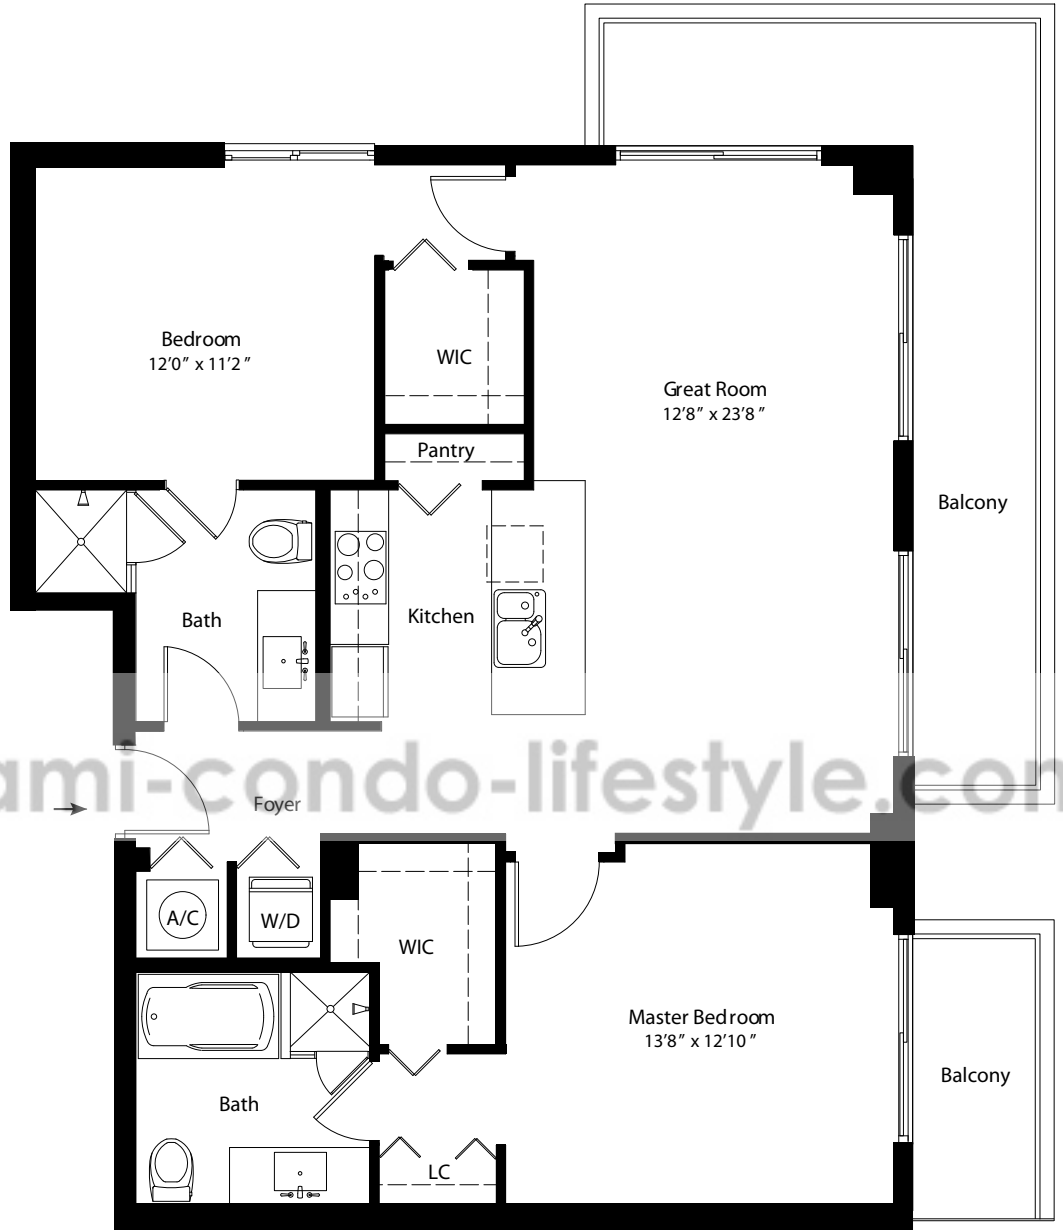 Bedroom
12'0" x 11'2"
WIC
Great Room
12'8" x 23'8"
Pantry
Balcony
Kitchen
Bath
ami-condo-lifestyle.com
Foyer
A/C
W/D
WIC
Master Bedroom
13'8" x 12'10"
Balcony
Bath
LC